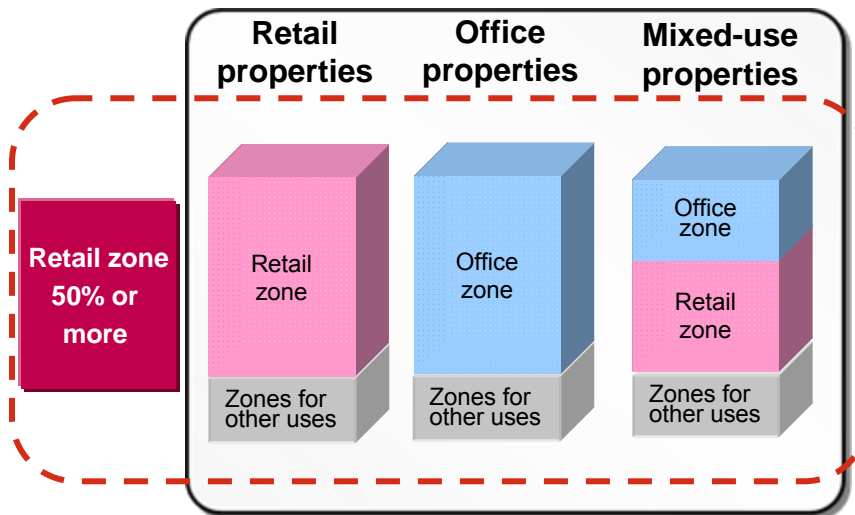 Retail
properties
Office
properties
Mixed-use
properties
Retail zone
50% or
more
Retail
zone
Zones for
other uses
Office
zone
Zones for
other uses
Office
zone
Retail
zone
Zones for
other uses